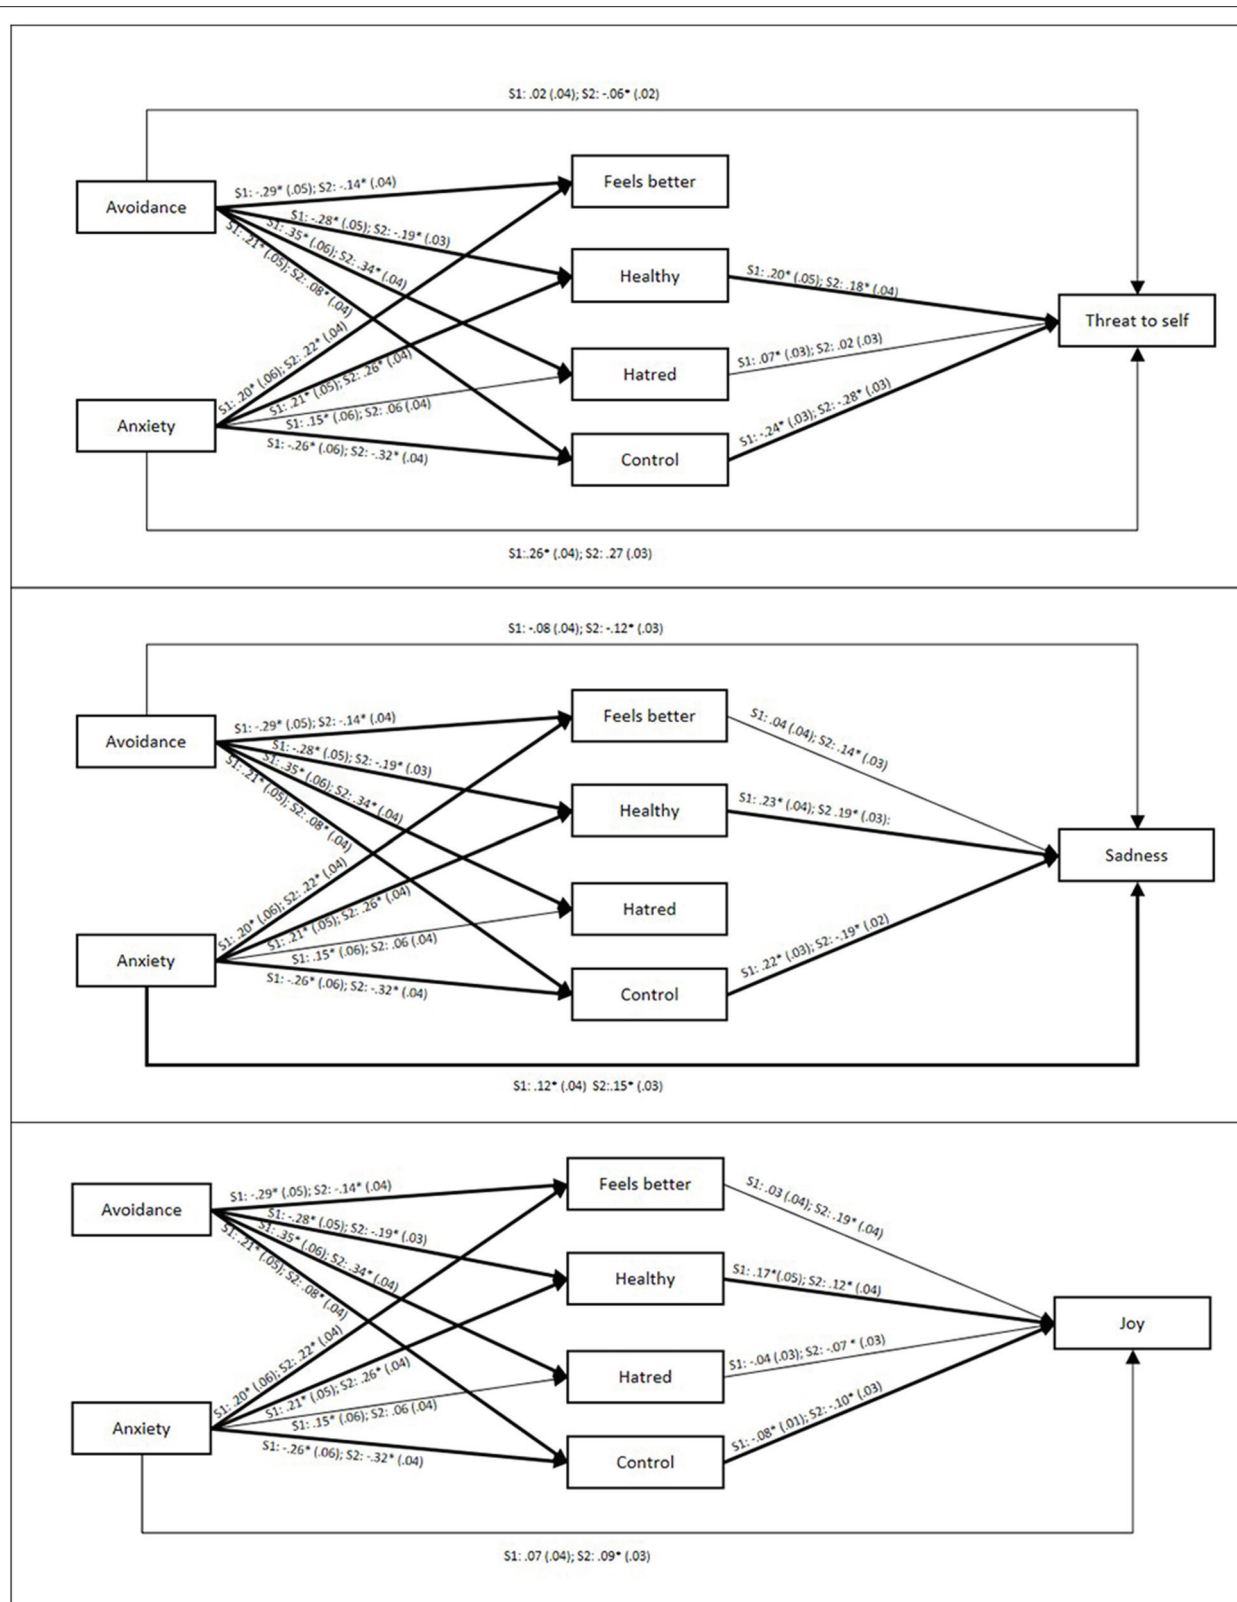 S1: .02 (.04); S2: -.06* (.02)
Avoidance
Feels better
S1: -.29* (.05); S2: -.14* (.04)
S1: -.28* (.05); S2: -.19* (.03)
S1: .35* (.06); S2: .34* (.04)
S1: .21* (.05); S2: .08* (.04)
Healthy
S1: .20* (.05); S2: .18* (.04)
Threat to self
S1: .07* (.03); S2: .02 (.03)
Hatred
S1: -.24* (.03); S2: -.28* (.03)
Anxiety
S1: .20* (.06); S2: .22* (.04)
S1: .21* (.05); S2: .26* (.04)
S1: .15* (.06); S2: .06 (.04)
S1: -.26* (.06); S2: -.32* (.04)
Control
S1:.26* (.04); S2: .27 (.03)
S1: -.08 (.04); S2: -.12* (.03)
Avoidance
Feels better
S1: -.29* (.05); S2: -.14* (.04)
S1: -.28* (.05); S2: -.19* (.03)
S1: .35* (.06); S2: .34* (.04)
S1: .21* (.05); S2: .08* (.04)
S1: .04 (.04); S2: .14* (.03)
Healthy
S1: .23* (.04); S2 .19* (.03):
Sadness
Hatred
S1: .22* (.03); S2: -.19* (.02)
Anxiety
S1: .20* (.06); S2: .22* (.04)
S1: .21* (.05); S2: .26* (.04)
S1: .15* (.06); S2: .06 (.04)
S1: -.26* (.06); S2: -.32* (.04)
Control
S1: .12* (.04) S2:.15* (.03)
Avoidance
Feels better
S1: -.29* (.05); S2: -.14* (.04)
S1: -.28* (.05); S2: -.19* (.03)
S1: .35* (.06); S2: .34* (.04)
S1: .21* (.05); S2: .08* (.04)
S1: .03 (.04); S2: .19* (.04)
Healthy
S1: .17*(.05); S2: .12* (.04)
Joy
S1: -.04 (.03); S2: -.07 * (.03)
Hatred
S1: -.08* (.01); S2: -.10* (.03)
Anxiety
S1: .20* (.06); S2: .22* (.04)
S1: .21* (.05); S2: .26* (.04)
S1: .15* (.06); S2: .06 (.04)
S1: -.26* (.06); S2: -.32* (.04)
Control
S1: .07 (.04); S2: .09* (.03)